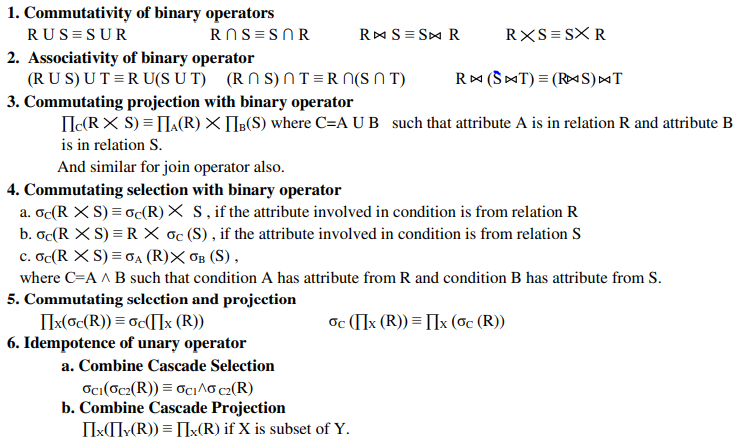 1. Commutativity of binary operators
R U S ≡ S U R R ∩ S ≡ S ∩ R R ⋈ S ≡ S ⋈ R R ✕ S ≡ S ✕ R
2. Associativity of binary operator
(R U S) U T ≡ R U(S U T) (R ∩ S) ∩ T ≡ R ∩(S ∩ T) R ⋈ (S ⋈T) ≡ (R⋈S)⋈T
3. Commutating projection with binary operator
∏C(R ✕ S) ≡ ∏A(R) ✕ ∏B(S) where C=A U B such that attribute A is in relation R and attribute B
is in relation S.
And similar for join operator also.
4. Commutating selection with binary operator
a. σC(R ✕ S) ≡ σC(R) ✕ S , if the attribute involved in condition is from relation R
b. σC(R ✕ S) ≡ R ✕ σC (S) , if the attribute involved in condition is from relation S
c. σC(R ✕ S) ≡ σA (R)✕ σB (S) ,
where C=A ∧ B such that condition A has attribute from R and condition B has attribute from S.
5. Commutating selection and projection
∏X(σC(R)) ≡ σC(∏X (R)) σC (∏X (R)) ≡ ∏X (σC (R))
6. Idempotence of unary operator
a. Combine Cascade Selection
σC1(σC2(R)) ≡ σC1∧σ C2(R)
b. Combine Cascade Projection
∏X(∏Y(R)) ≡ ∏X(R) if X is subset of Y.